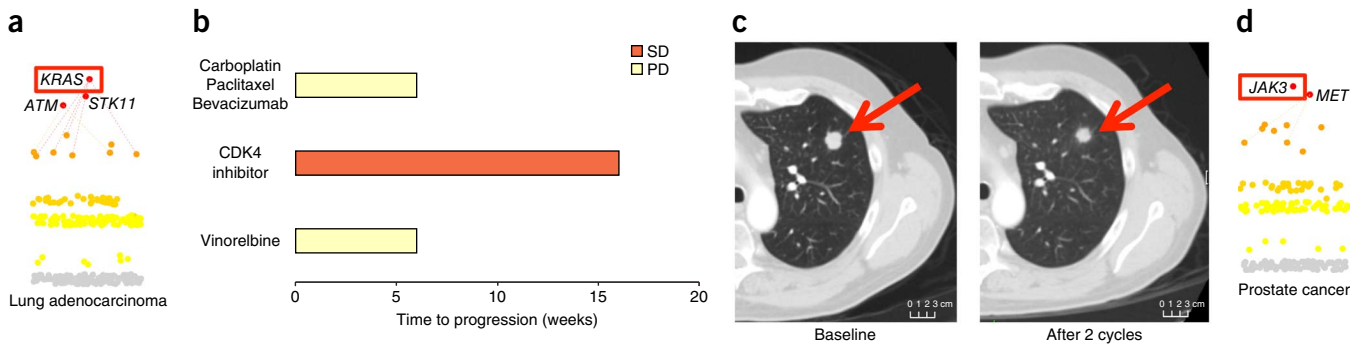 a
KRAS
ATM
STK11
Lung adenocarcinoma
b
SD
PD
Carboplatin
Paclitaxel
Bevacizumab
CDK4
inhibitor
Vinorelbine
0
5
10
15
20
Time to progression (weeks)
c
0 1 2 3 cm
Baseline
0 1 2 3 cm
After 2 cycles
d
JAK3
MET
Prostate cancer